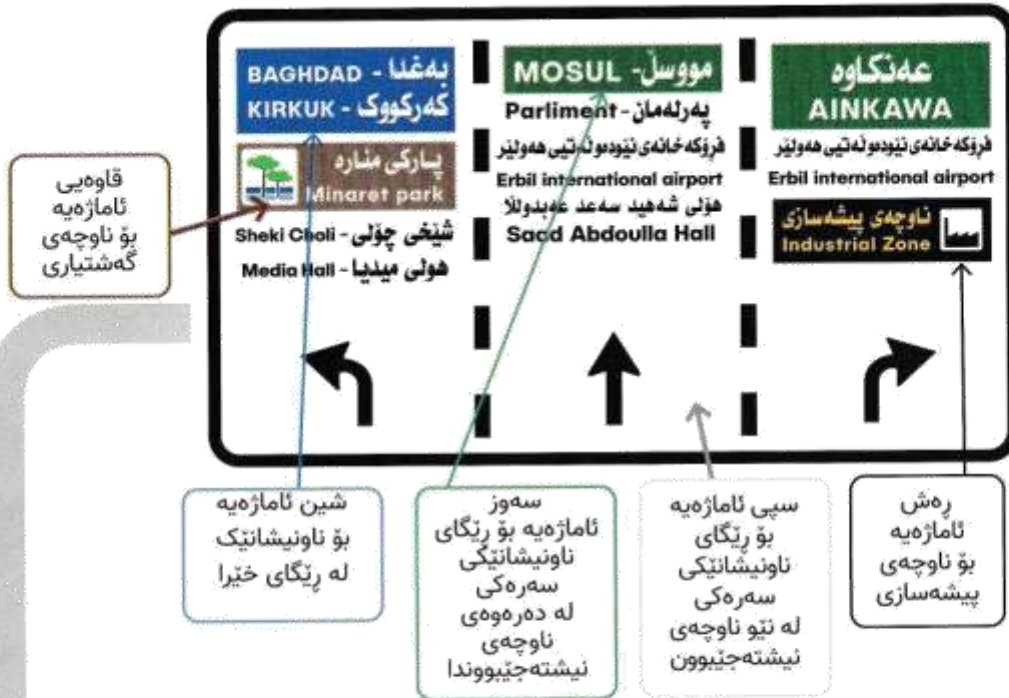 بەغدا - BAGHDAD
کەرکووک - KIRKUK
پارکی منارە
Minaret park
شێخی چۆلی - Sheki Choli
هولی میدیا - Media Hall
مووسڵ - MOSUL
پەرلەمان - Parliment
فڕۆکەخانەی نێودەوڵەتیی هەولێر
Erbil international airport
هۆلی شەهید سەعد عەبدوڵڵا
Saad Abdoulla Hall
عەنکاوە
AINKAWA
فڕۆکەخانەی نێودەوڵەتیی هەولێر
Erbil international airport
ناوچەی پیشەسازی
Industrial Zone
قاوەیی
ئاماژەیە
بۆ ناوچەی
گەشتیاری
شین ئاماژەیە
بۆ ناونیشانێک
لە ڕێگای خێرا
سەوز
ئاماژەیە بۆ ڕێگای
ناونیشانێکی
سەرەکی
لە دەرەوەی
ناوچەی
نیشتەجێبووندا
سپی ئاماژەیە
بۆ ڕێگای
ناونیشانێکی
سەرەکی
لە نێو ناوچەی
نیشتەجێبوون
ڕەش
ئاماژەیە
بۆ ناوچەی
پیشەسازی